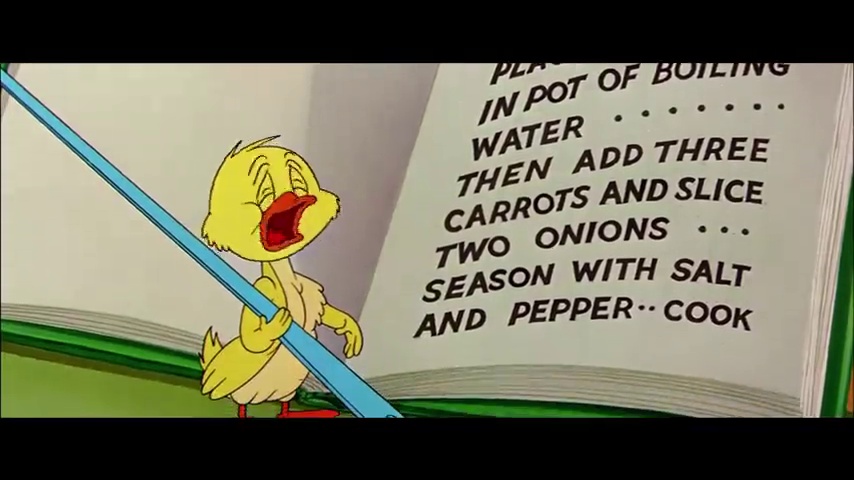 IN POT OF BOILING
WATER ........
THEN ADD THREE
CARROTS AND SLICE
TWO ONIONS ...
SEASON WITH SALT
AND PEPPER·· COOK